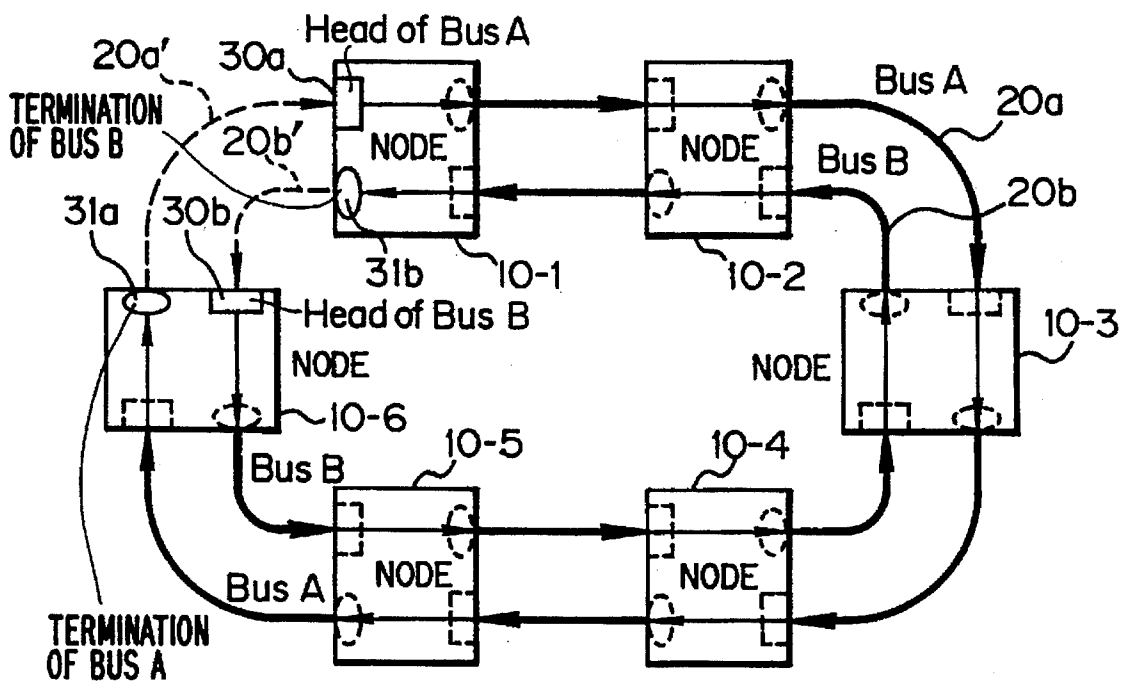 Head of Bus A
20a'
30a
Bus A
20a
TERMINATION
OF BUS B
20b'
NODE
NODE
Bus B
20b
31a
30b
31b
10-1
10-2
Head of Bus B
10-3
NODE
NODE
10-6
10-5
10-4
Bus B
Bus A
NODE
NODE
TERMINATION
OF BUS A